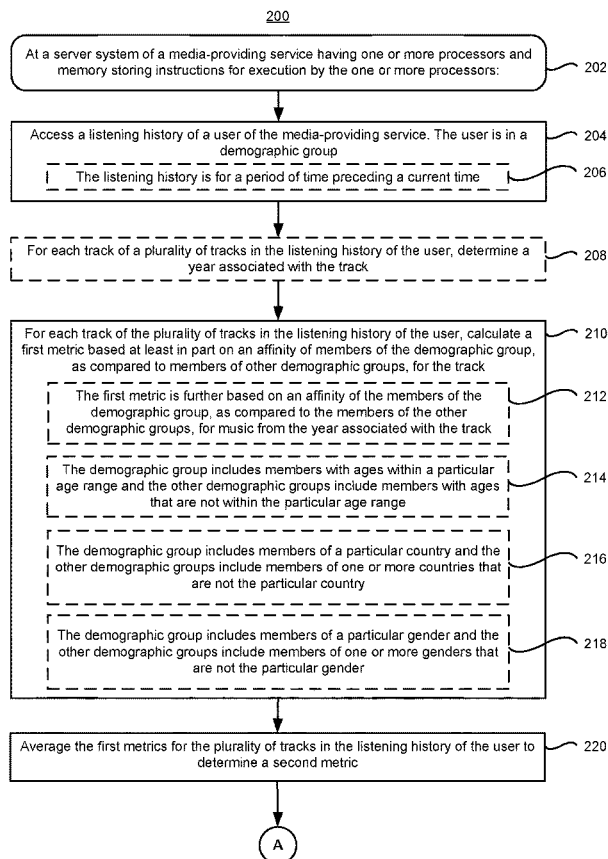 200
At a server system of a media-providing service having one or more processors and
memory storing instructions for execution by the one or more processors:
202
Access a listening history of a user of the media-providing service. The user is in a
demographic group
204
The listening history is for a period of time preceding a current time
206
For each track of a plurality of tracks in the listening history of the user, determine a
year associated with the track
208
For each track of the plurality of tracks in the listening history of the user, calculate a
first metric based at least in part on an affinity of members of the demographic group,
as compared to members of other demographic groups, for the track
210
The first metric is further based on an affinity of the members of the
demographic group, as compared to the members of the other
demographic groups, for music from the year associated with the track
212
The demographic group includes members with ages within a particular
age range and the other demographic groups include members with ages
that are not within the particular age range
214
The demographic group includes members of a particular country and the
other demographic groups include members of one or more countries that
are not the particular country
216
The demographic group includes members of a particular gender and the
other demographic groups include members of one or more genders that
are not the particular gender
218
Average the first metrics for the plurality of tracks in the listening history of the user to
determine a second metric
220
A